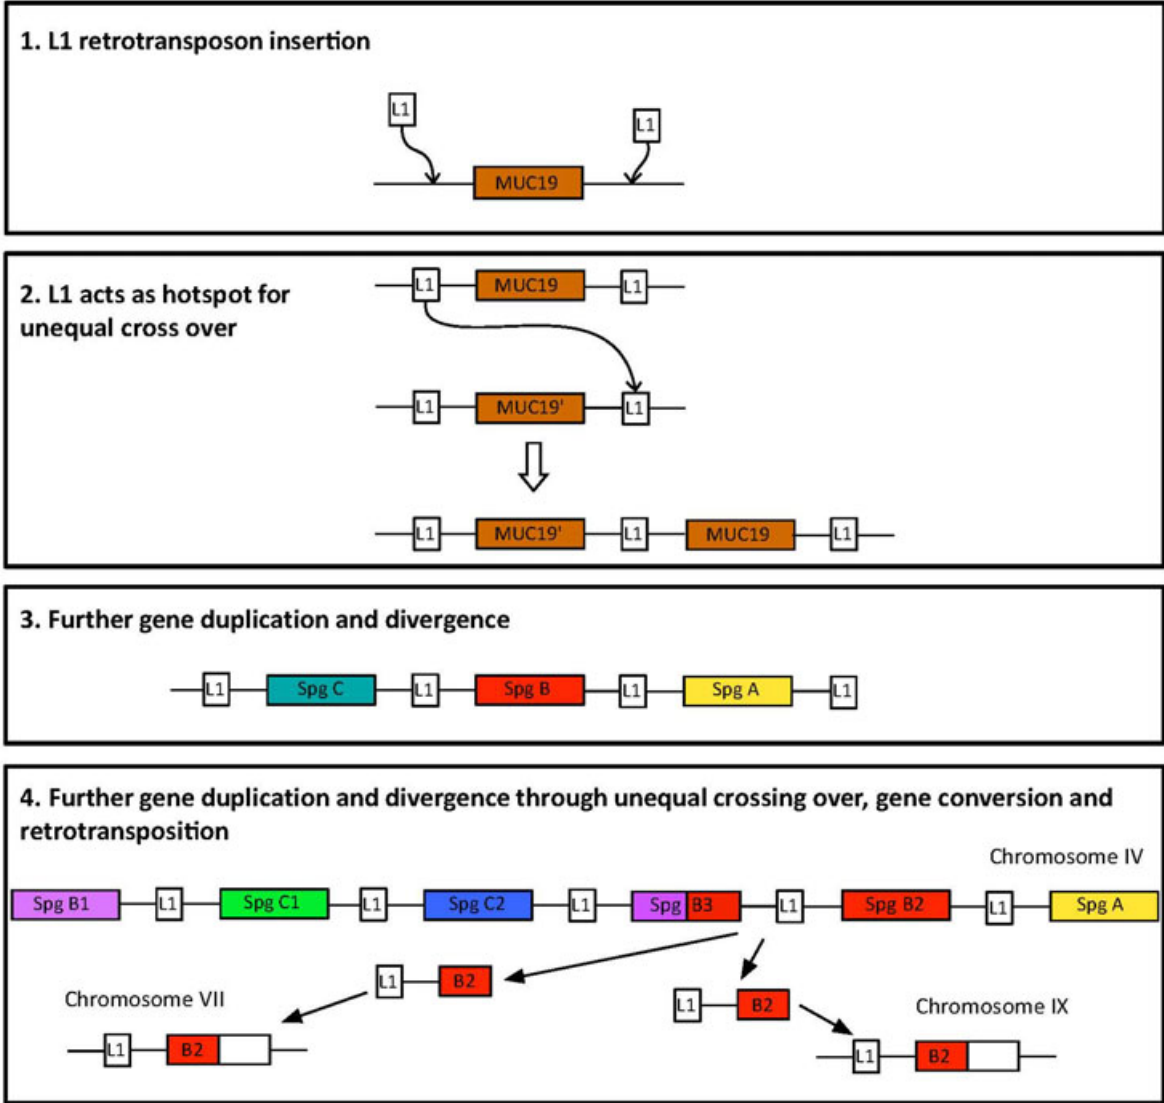 1. L1 retrotransposon insertion
L1
L1
MUC19
2. L1 acts as hotspot for
unequal cross over
L1 MUC19 L1
L1 MUC19' L1
L1 MUC19' L1 MUC19 L1
3. Further gene duplication and divergence
L1 Spg C L1 Spg B L1 Spg A L1
4. Further gene duplication and divergence through unequal crossing over, gene conversion and
retrotransposition
Chromosome IV
Spg B1 L1 Spg C1 L1 Spg C2 L1 Spg B3 L1 Spg B2 L1 Spg A
L1 B2
L1 B2
Chromosome VII
Chromosome IX
L1 B2
L1 B2